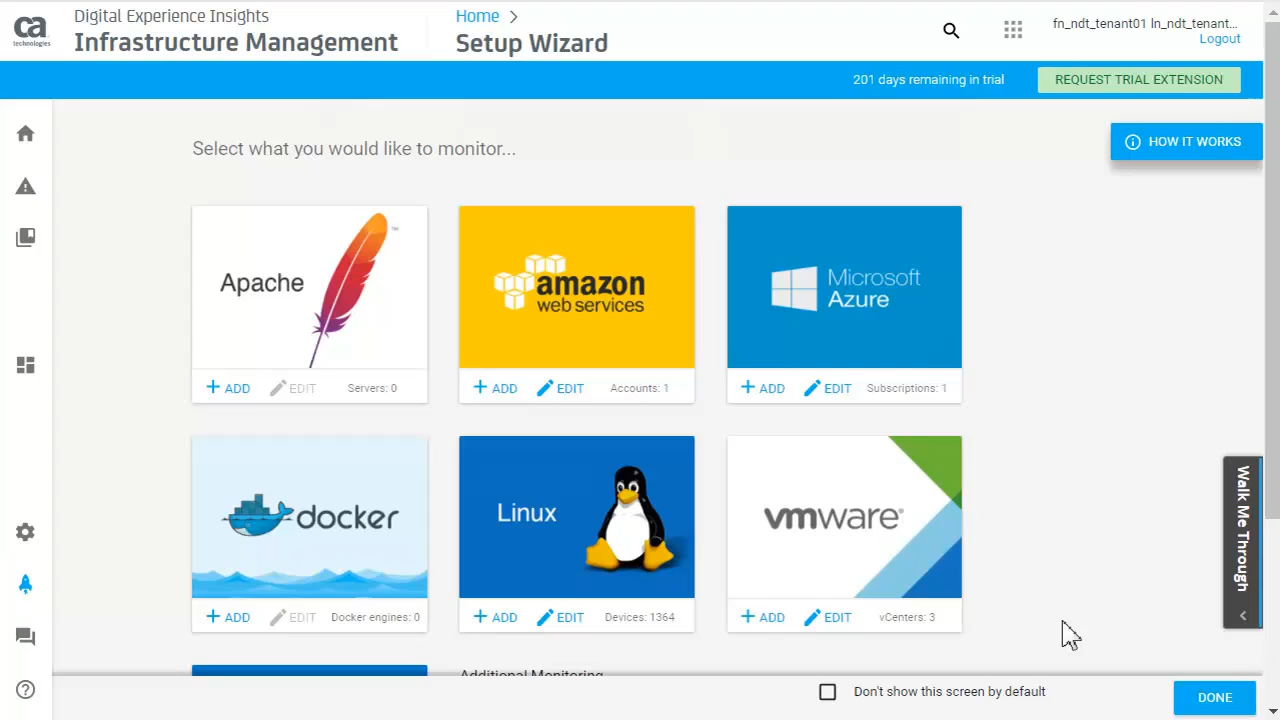 ca
technologies
Digital Experience Insights
Infrastructure Management
Home
Setup Wizard
fn_ndt_tenant01 ln_ndt_tenant...
Logout
201 days remaining in trial
REQUEST TRIAL EXTENSION
Select what you would like to monitor...
HOW IT WORKS
Apache
TM
amazon
web services
Microsoft
Azure
ADD EDIT Servers: 0
ADD EDIT Accounts: 1
ADD EDIT Subscriptions: 1
docker
Linux
vmware®
Walk Me Through
ADD EDIT Docker engines: 0
ADD EDIT Devices: 1364
ADD EDIT vCenters: 3
Additional Monitoring
Don't show this screen by default
DONE